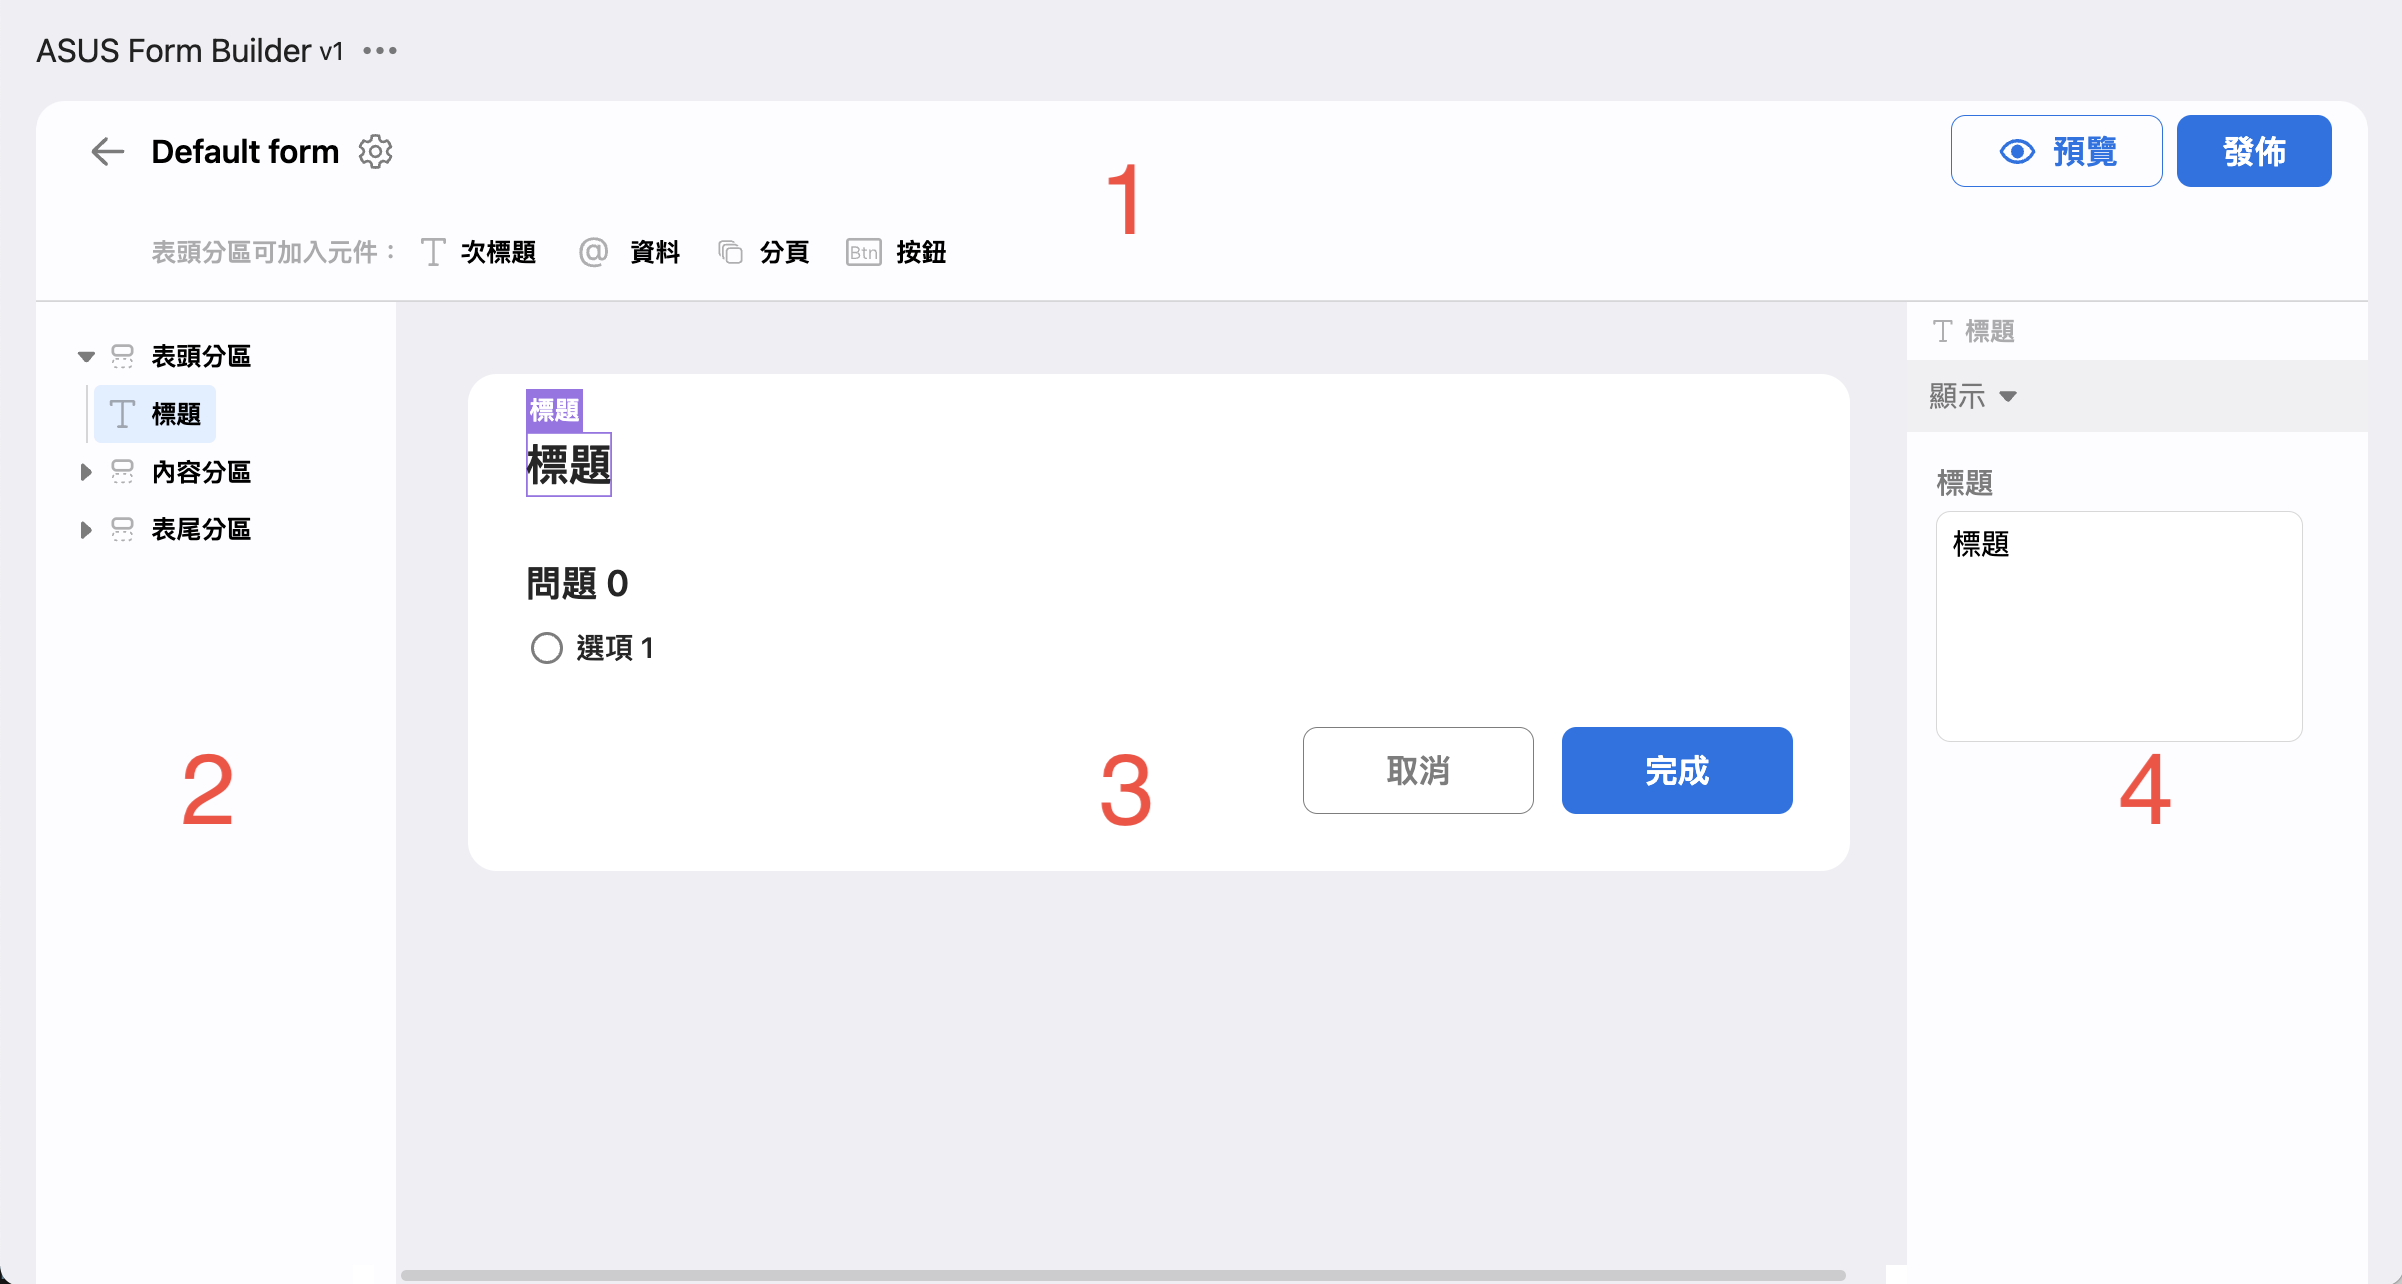 ASUS Form Builder v1 •••
Default form
預覽
發佈
1
表頭分區可加入元件：
次標題
@ 資料
分頁
Btn 按鈕
表頭分區
標題
內容分區
表尾分區
2
標題
標題
問題 0
選項 1
取消
完成
3
標題
顯示
標題
標題
4